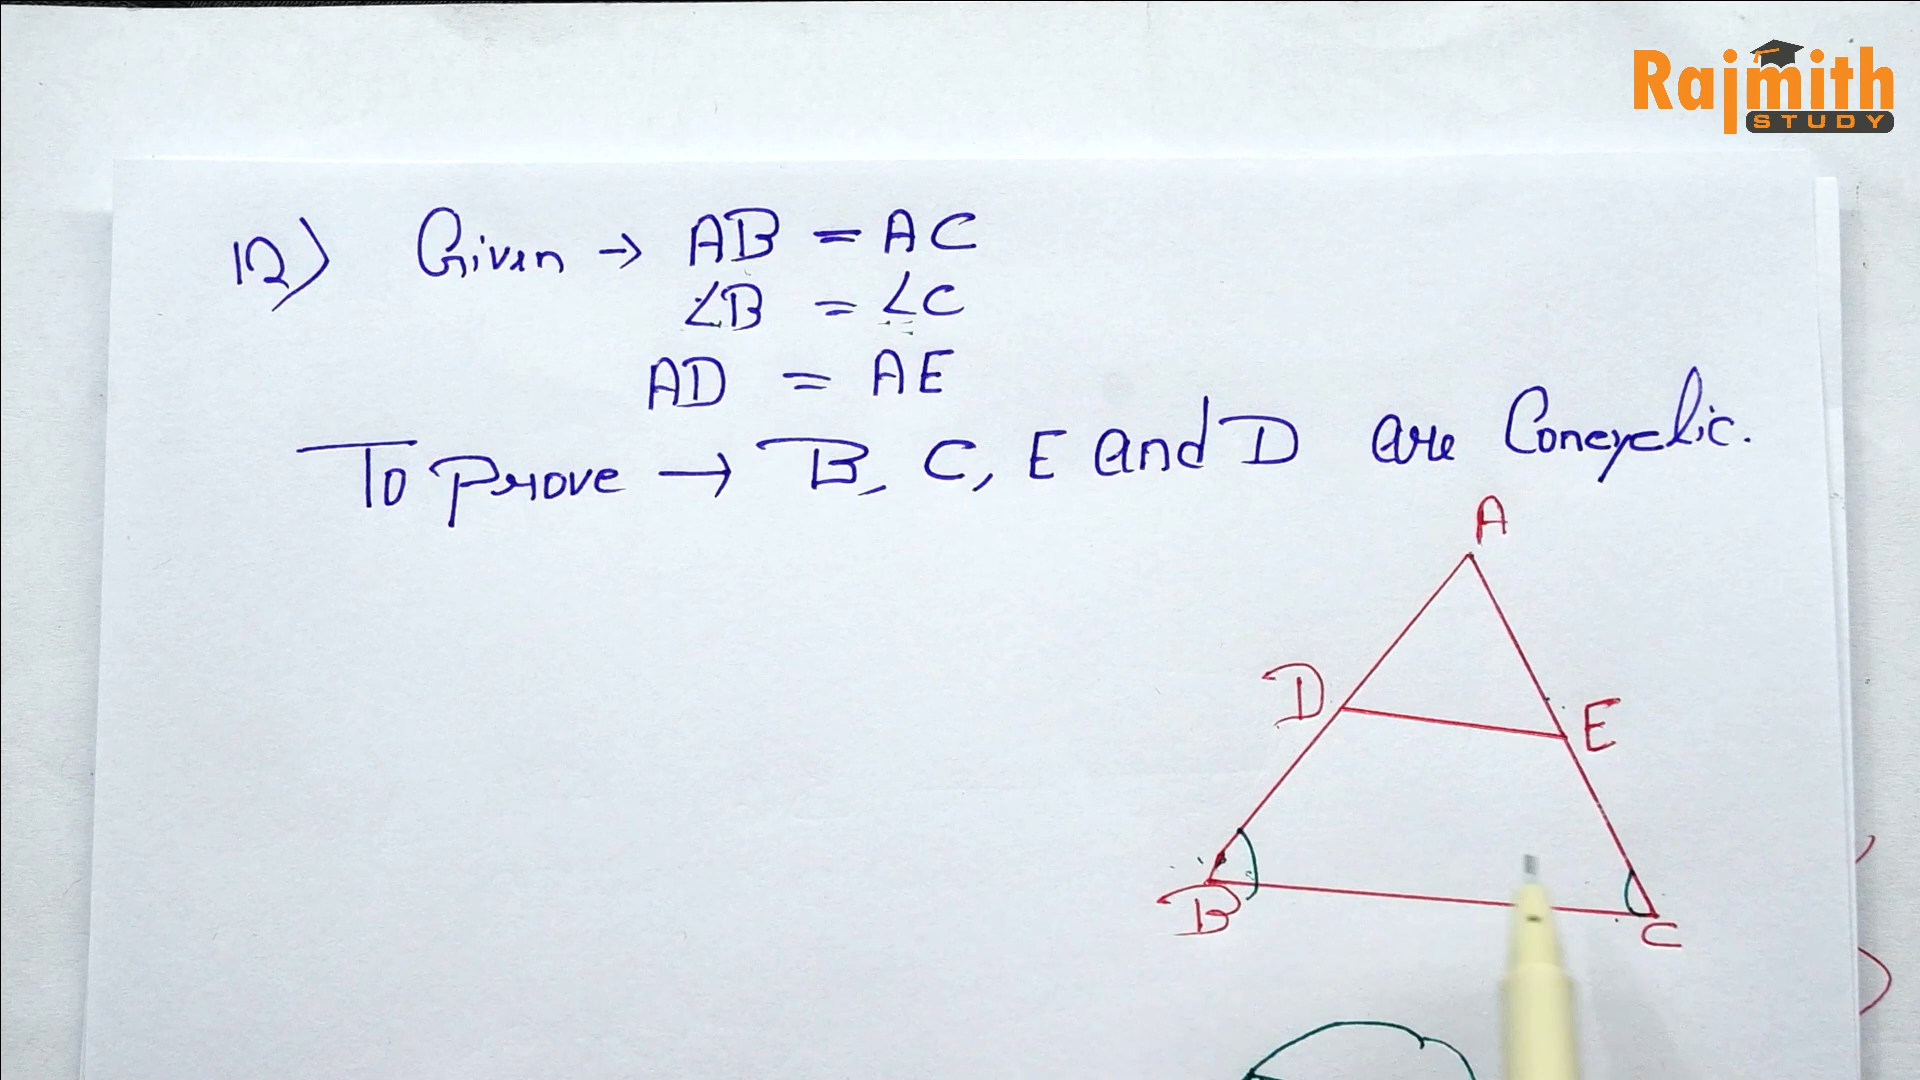 Rajmith
STUDY
12) Given → AB = AC
∠B = ∠C
AD = AE
To Prove → B, C, E and D are Concyclic.
A
D
E
B
C